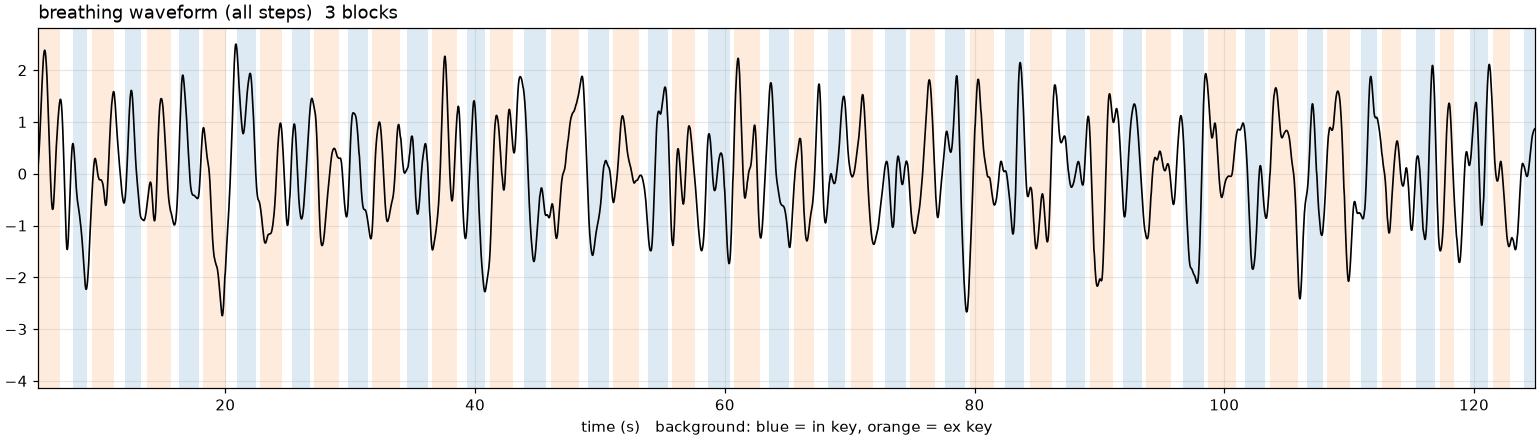 breathing waveform (all steps)  3 blocks
2
1
0
−1
−2
−3
−4
20 40 60 80 100 120
time (s)   background: blue = in key, orange = ex key